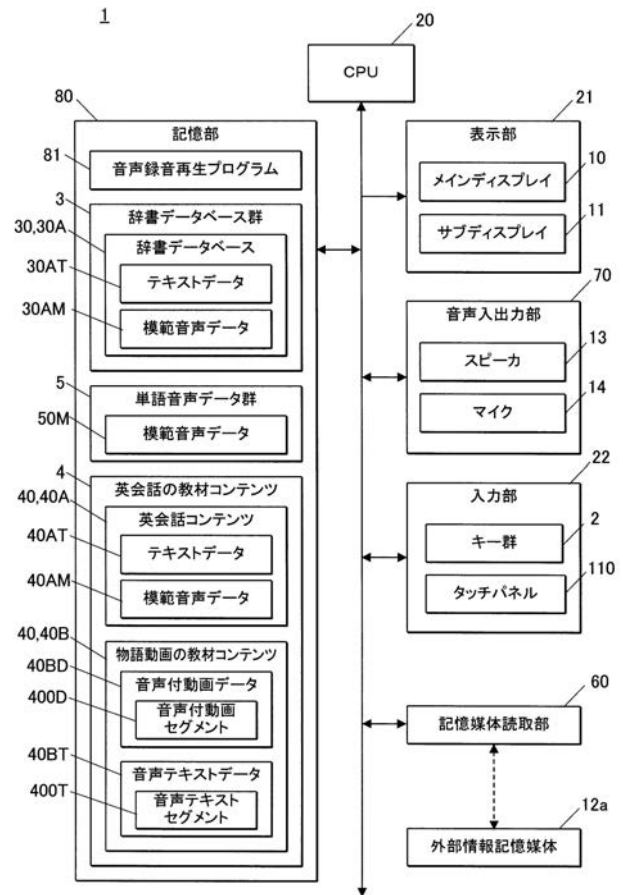 1
20
CPU
80
記憶部
81
音声録音再生プログラム
3
辞書データベース群
30,30A
辞書データベース
30AT
テキストデータ
30AM
模範音声データ
5
単語音声データ群
50M
模範音声データ
4
英会話の教材コンテンツ
40,40A
英会話コンテンツ
40AT
テキストデータ
40AM
模範音声データ
40,40B
物語動画の教材コンテンツ
40BD
音声付動画データ
400D
音声付動画
セグメント
40BT
音声テキストデータ
400T
音声テキスト
セグメント
21
表示部
メインディスプレイ
10
サブディスプレイ
11
70
音声入出力部
スピーカ
13
マイク
14
22
入力部
キー群
2
タッチパネル
110
60
記憶媒体読取部
12a
外部情報記憶媒体